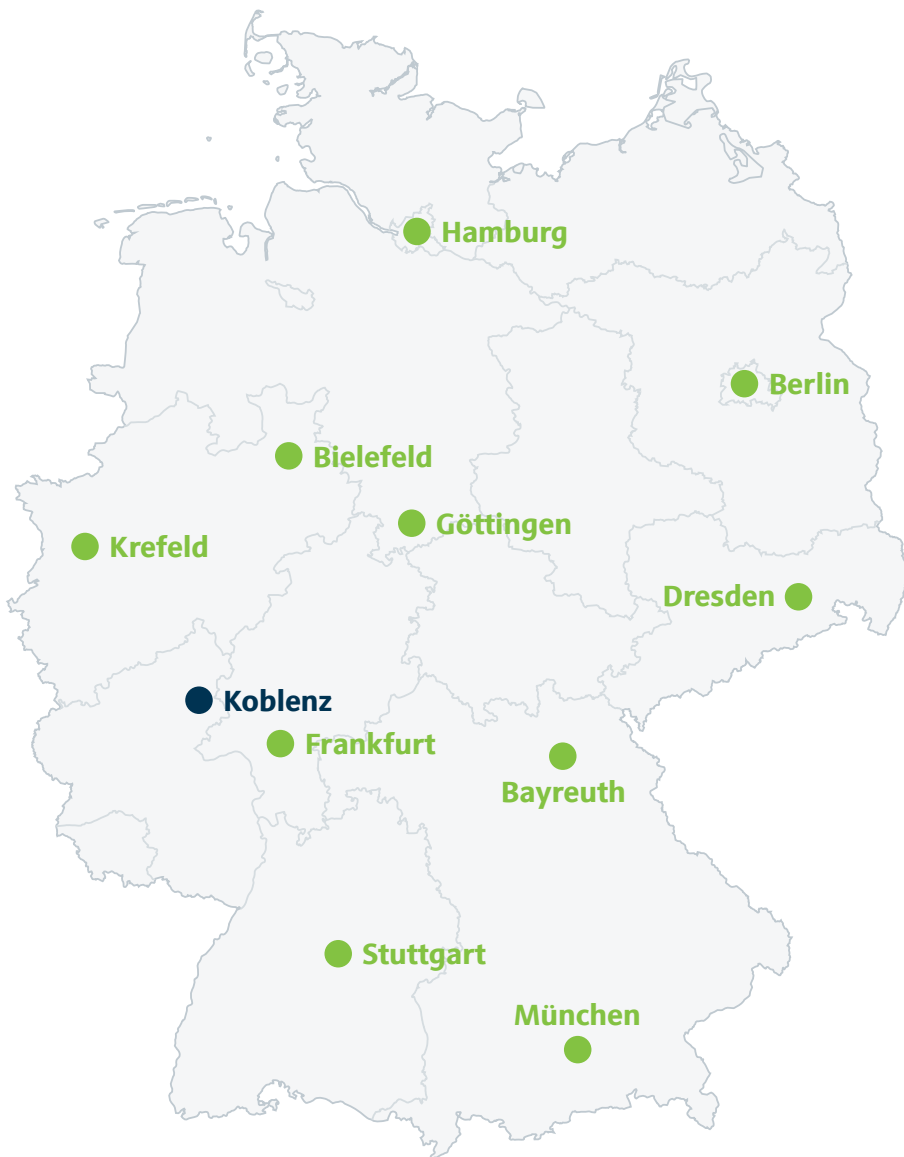 Hamburg
Berlin
Bielefeld
Göttingen
Krefeld
Dresden
Koblenz
Frankfurt
Bayreuth
Stuttgart
München